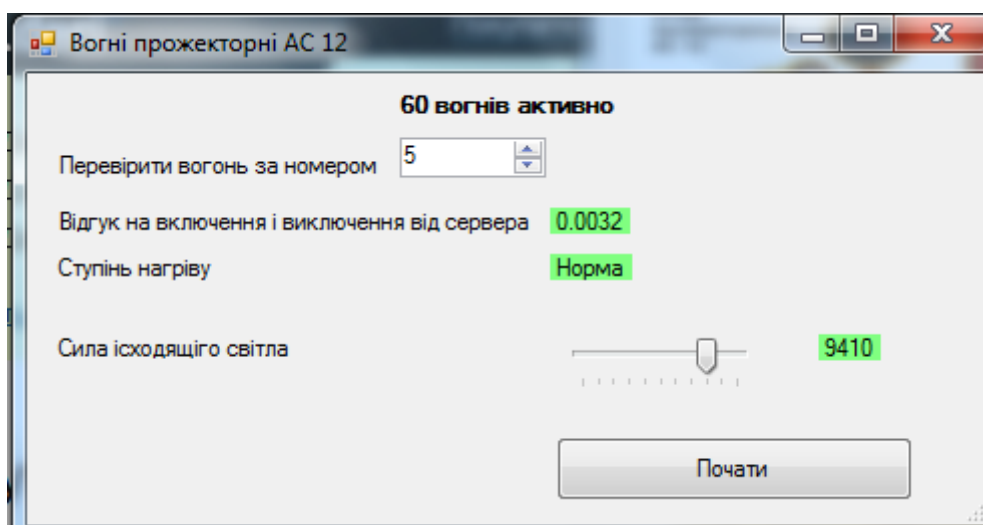 Вогні прожекторні АС 12
60 вогнів активно
Перевірити вогонь за номером 5
Відгук на включення і виключення від сервера 0.0032
Ступінь нагріву Норма
Сила ісходящіго світла 9410
Почати